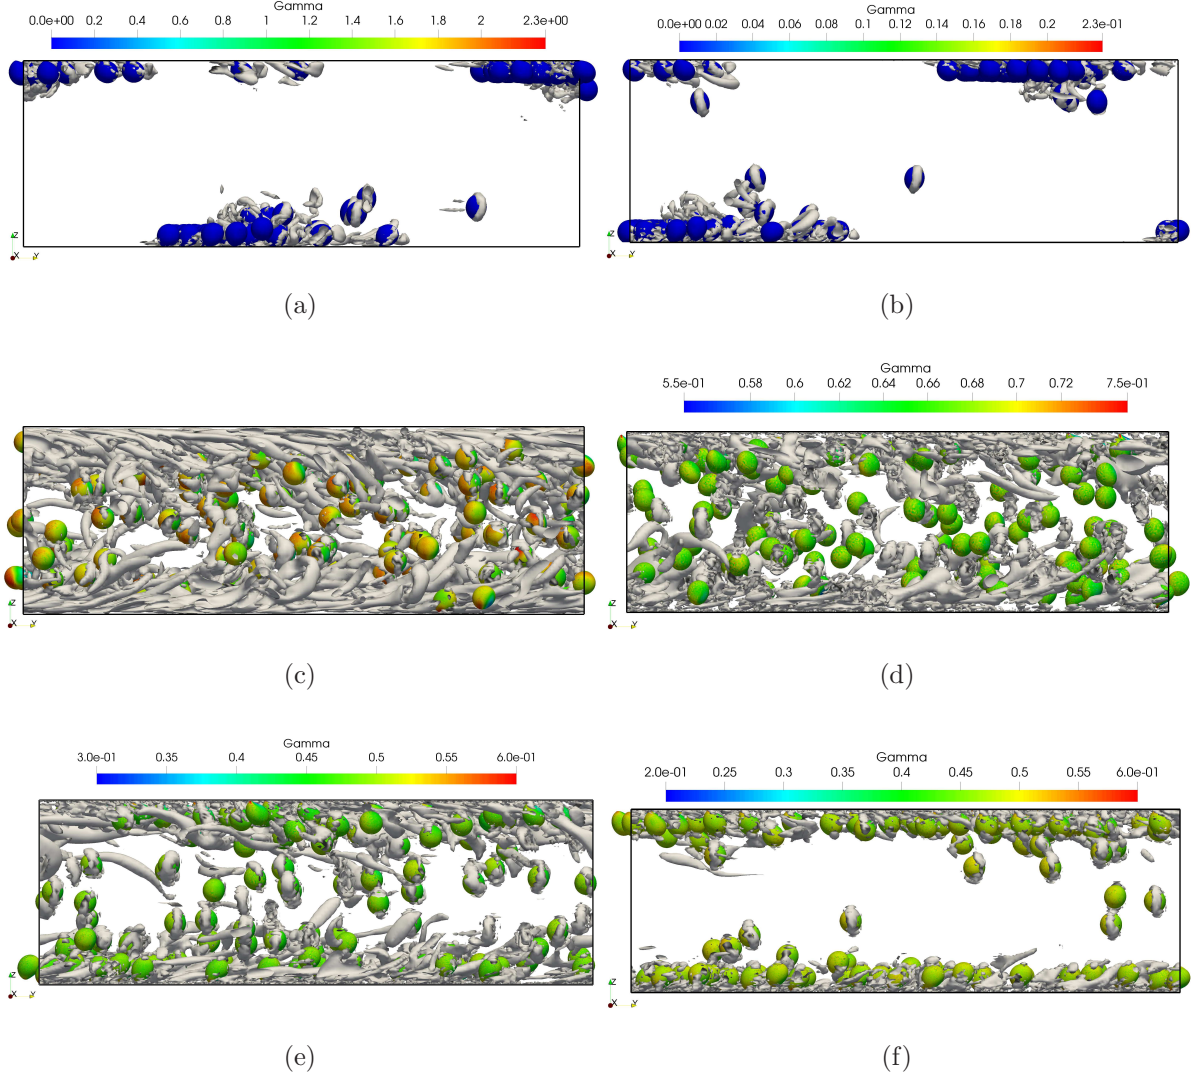 Gamma
0.0e+00 0.2 0.4 0.6 0.8 1 1.2 1.4 1.6 1.8 2 2.3e+00
Z
X Y
(a)
Gamma
0.0e+00 0.02 0.04 0.06 0.08 0.1 0.12 0.14 0.16 0.18 0.2 2.3e-01
Z
X Y
(b)
Z
X Y
(c)
Gamma
5.5e-01 0.58 0.6 0.62 0.64 0.66 0.68 0.7 0.72 7.5e-01
Z
X Y
(d)
Gamma
3.0e-01 0.35 0.4 0.45 0.5 0.55 6.0e-01
Z
X Y
(e)
Gamma
2.0e-01 0.25 0.3 0.35 0.4 0.45 0.5 0.55 6.0e-01
Z
X Y
(f)